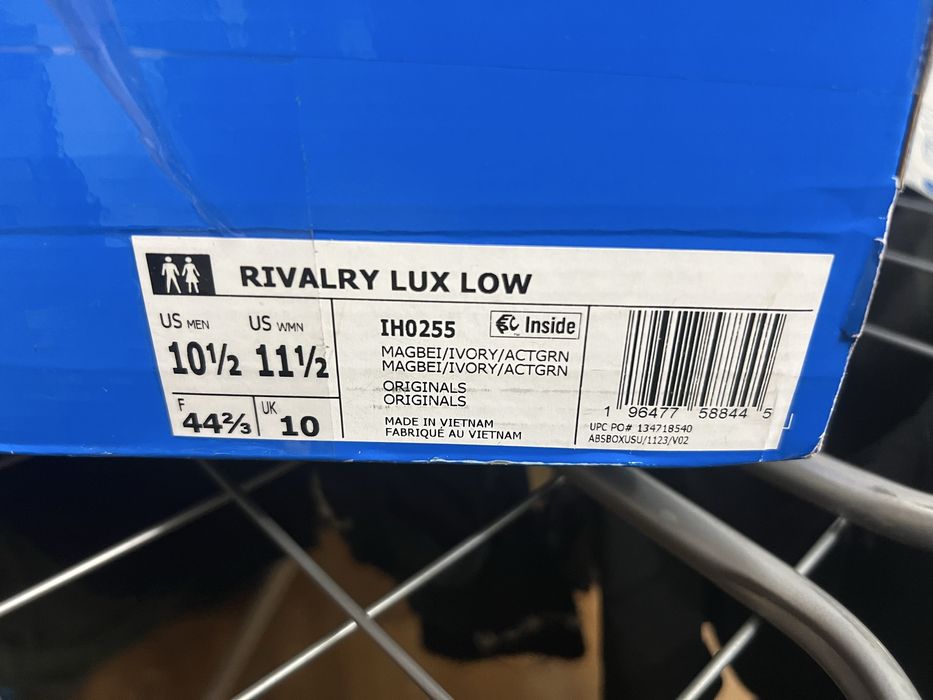 RIVALRY LUX LOW
US MEN US WMN
10½ 11½
F 44⅔ UK 10
IH0255 Inside
MAGBEI/IVORY/ACTGRN
MAGBEI/IVORY/ACTGRN
ORIGINALS
ORIGINALS
MADE IN VIETNAM
FABRIQUÉ AU VIETNAM
1 96477 58844 5
UPC PO# 134718540
ABSBOXUSU/1123/V02